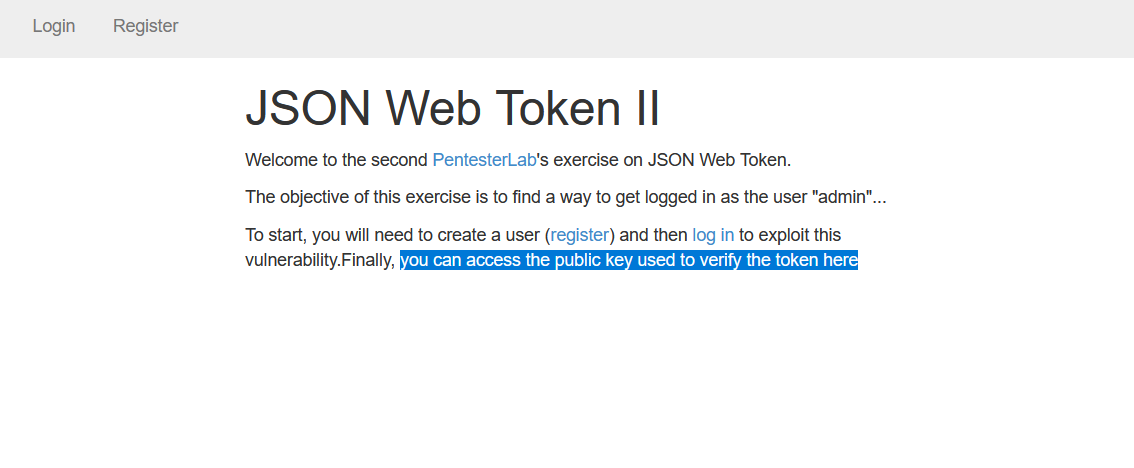 Login Register
JSON Web Token II
Welcome to the second PentesterLab's exercise on JSON Web Token.
The objective of this exercise is to find a way to get logged in as the user "admin"...
To start, you will need to create a user (register) and then log in to exploit this
vulnerability.Finally, you can access the public key used to verify the token here